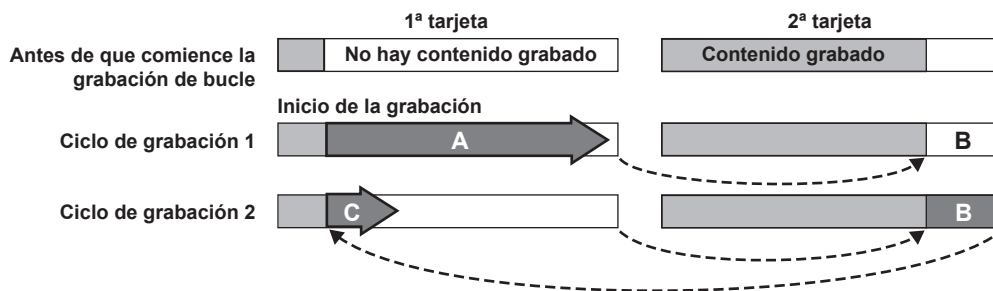 1ª tarjeta
2ª tarjeta
Antes de que comience la
grabación de bucle
No hay contenido grabado
Contenido grabado
Inicio de la grabación
Ciclo de grabación 1
A
B
Ciclo de grabación 2
C
B